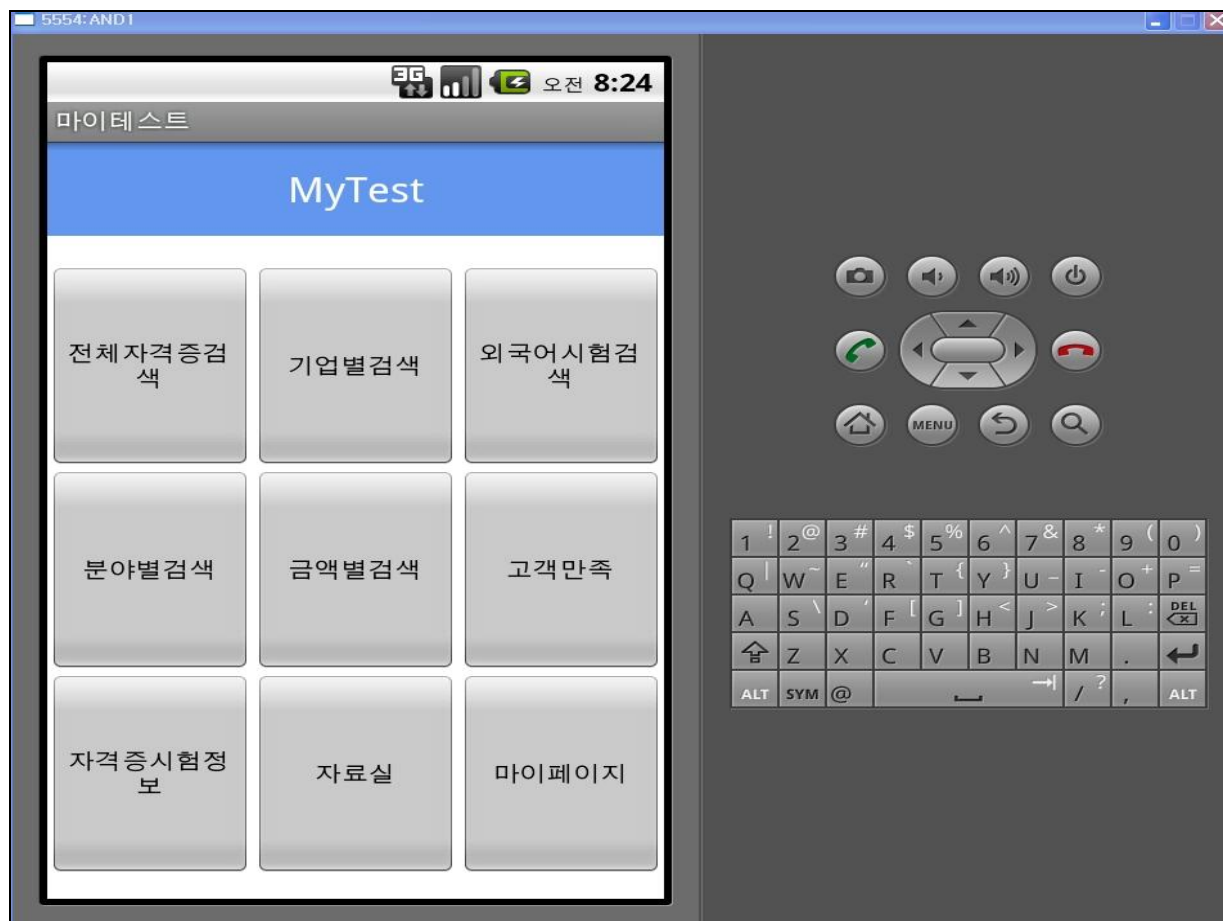 5554:AND1
3G 오전 8:24
마이테스트
MyTest
전체자격증검
색
기업별검색
외국어시험검
색
분야별검색
금액별검색
고객만족
자격증시험정
보
자료실
마이페이지
MENU
1 ! 2 @ 3 # 4 $ 5 % 6 ^ 7 & 8 * 9 ( 0 )
Q | W ~ E " R ` T { Y } U _ I - O + P =
A S \ D ' F [ G ] H < J > K ; L : DEL
Z X C V B N M .
ALT SYM @ / ? , ALT